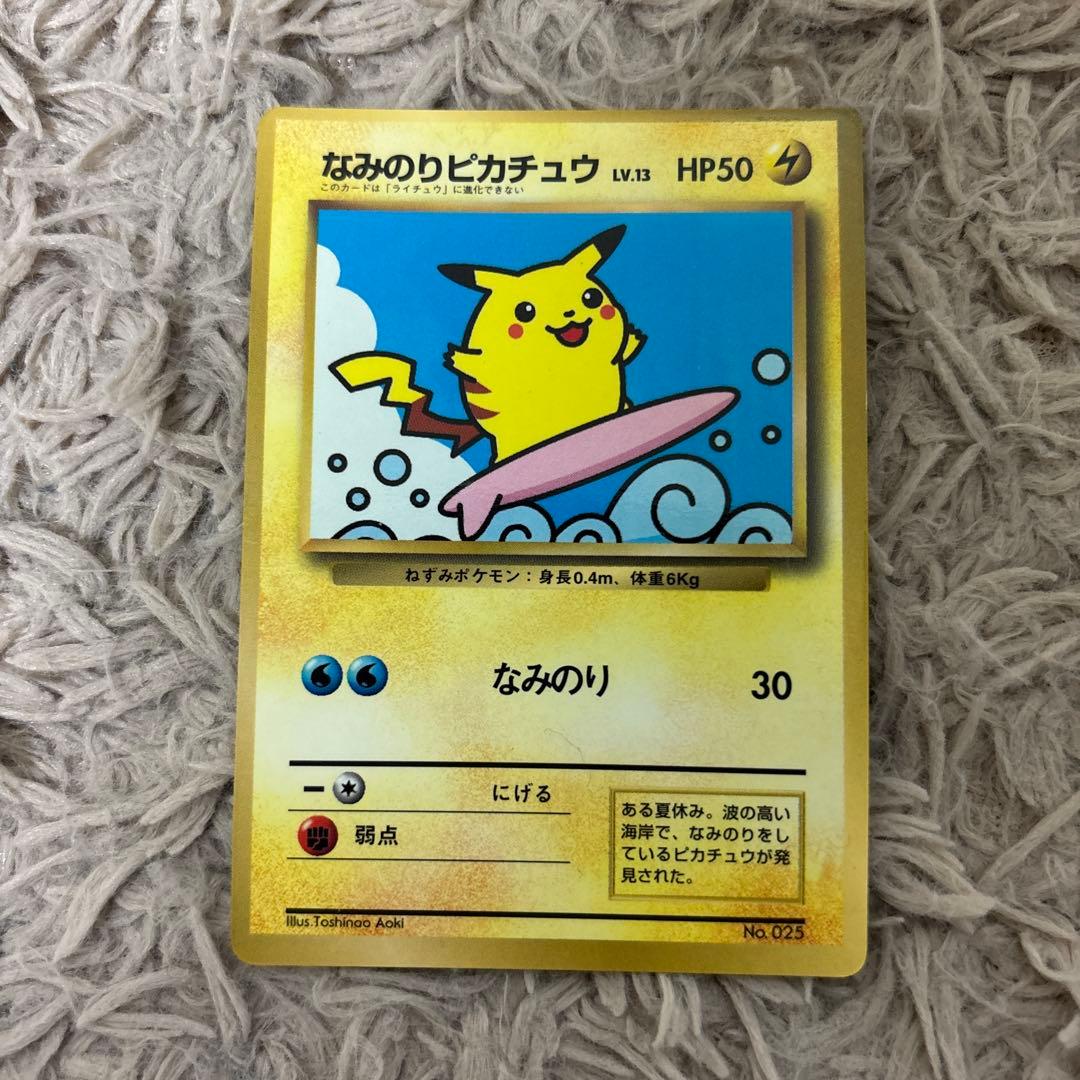 なみのりピカチュウ LV.13 HP50
このカードは「ライチュウ」に進化できない
ねずみポケモン：身長0.4m、体重6Kg
なみのり 30
ー にげる
弱点
ある夏休み。波の高い
海岸で、なみのりをし
ているピカチュウが発
見された。
Illus.Toshinao Aoki
No. 025